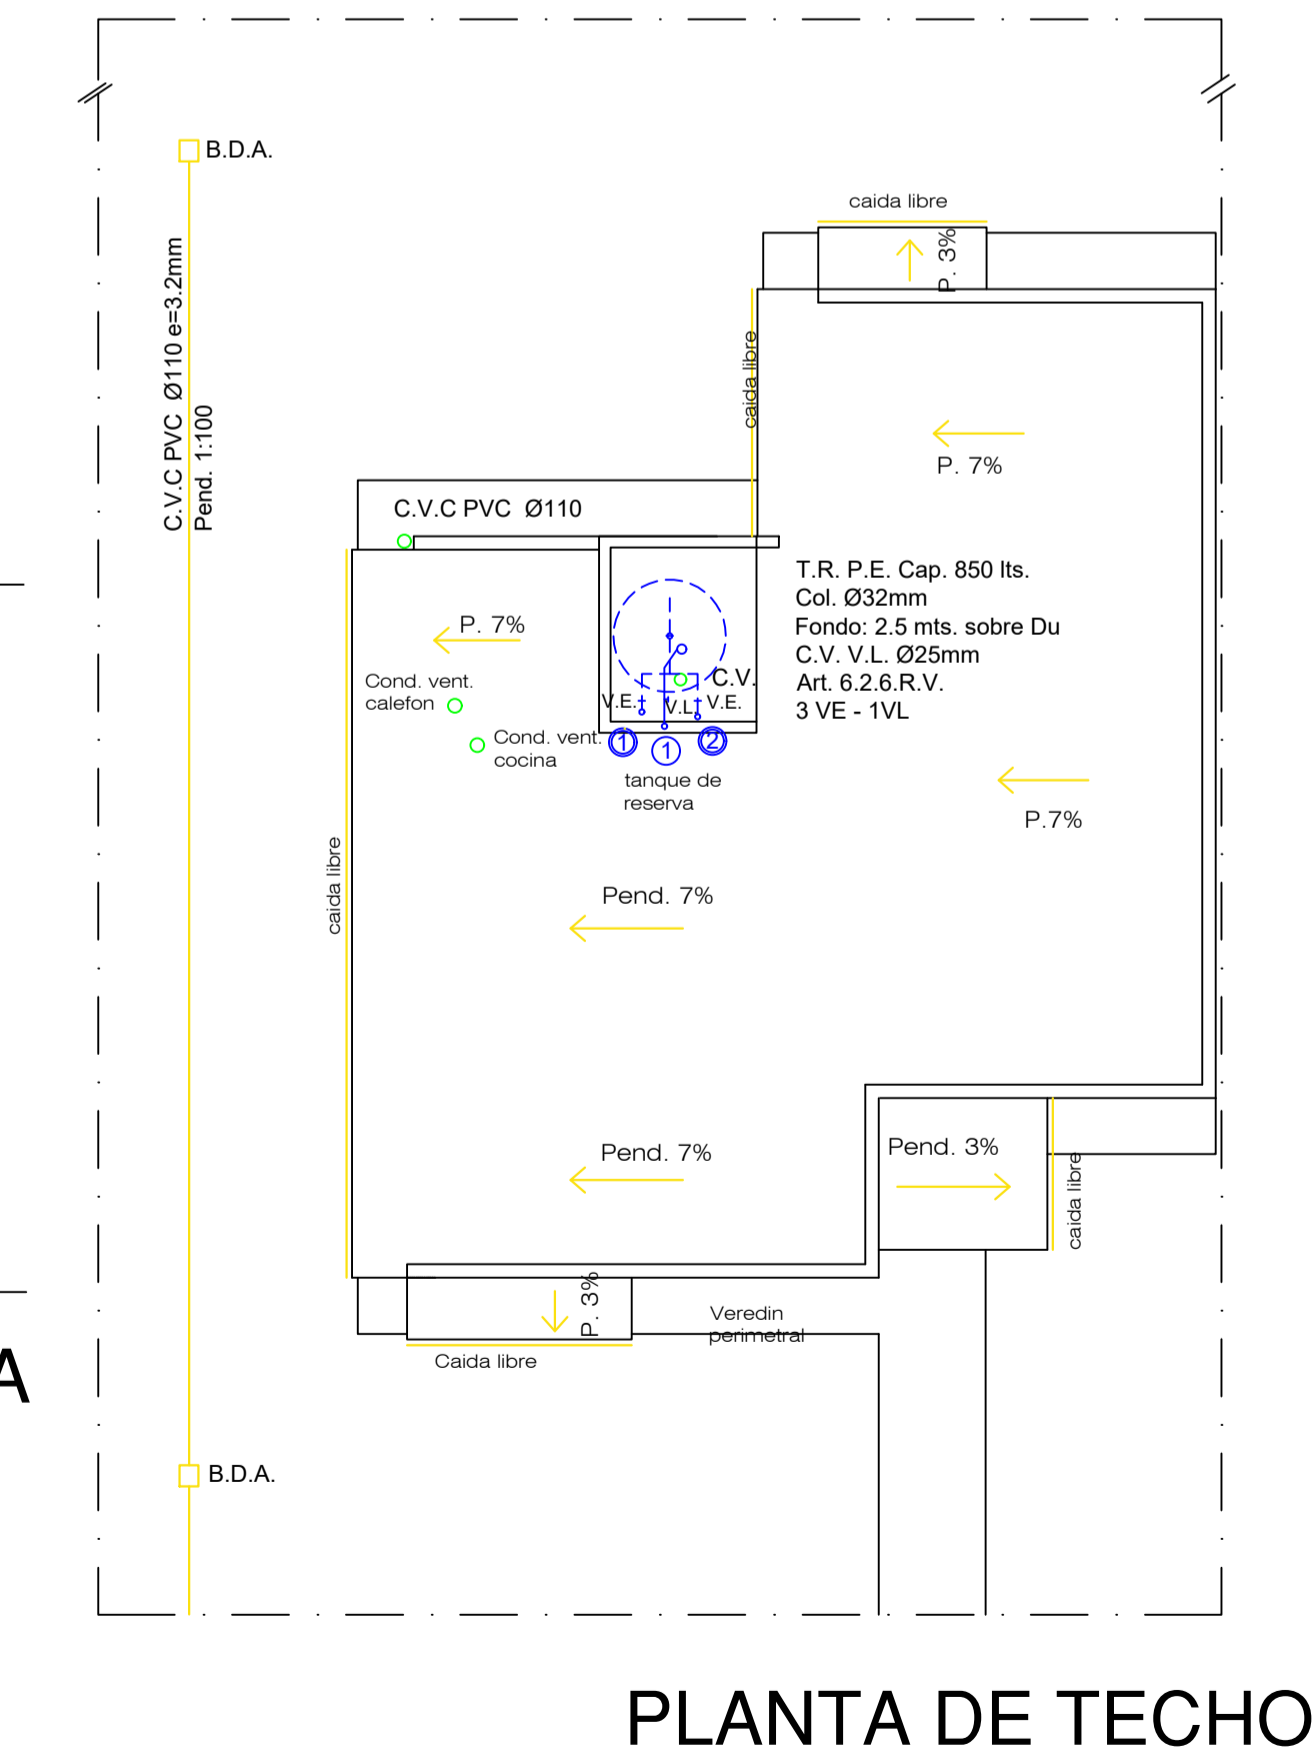 B.D.A.
caida libre
P. 3%
C.V.C PVC  Ø110 e=3.2mm
Pend. 1:100
caida libre
P. 7%
C.V.C PVC  Ø110
T.R. P.E. Cap. 850 lts.
Col. Ø32mm
Fondo: 2.5 mts. sobre Du
C.V. V.L. Ø25mm
Art. 6.2.6.R.V.
3 VE - 1VL
P. 7%
Cond. vent.
calefon
C.V.
V.E.
V.L.
V.E.
Cond. vent.
cocina
1
1
2
tanque de
reserva
P.7%
caida libre
Pend. 7%
Pend. 7%
Pend. 3%
caida libre
P. 3%
Veredin
perimetral
Caida libre
A
B.D.A.
PLANTA DE TECHO